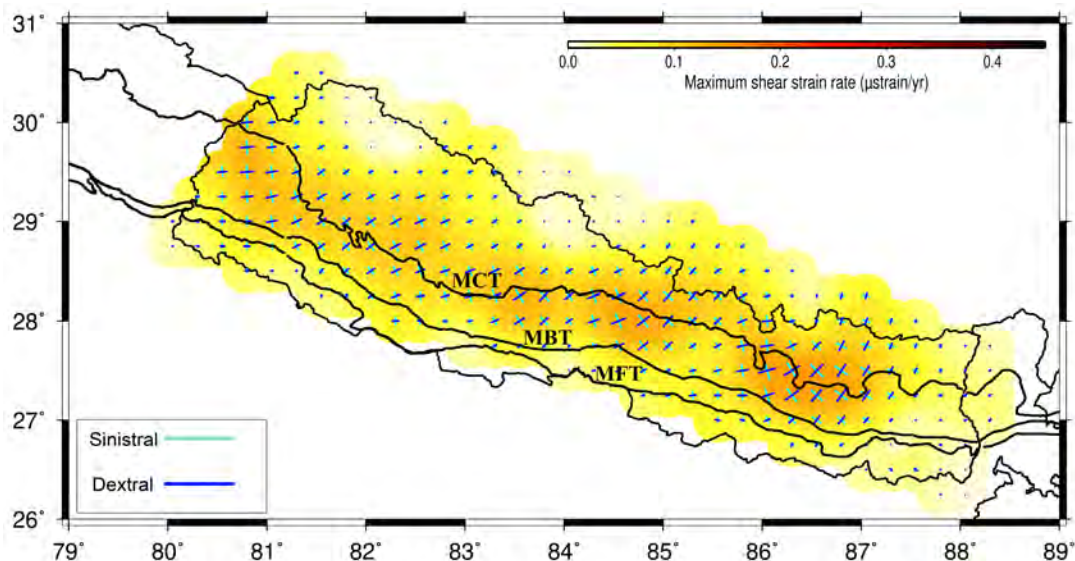 31˚
30˚
29˚
28˚
27˚
26˚
0.0 0.1 0.2 0.3 0.4
Maximum shear strain rate (µstrain/yr)
MCT
MBT
MFT
Sinistral
Dextral
79˚ 80˚ 81˚ 82˚ 83˚ 84˚ 85˚ 86˚ 87˚ 88˚ 89˚